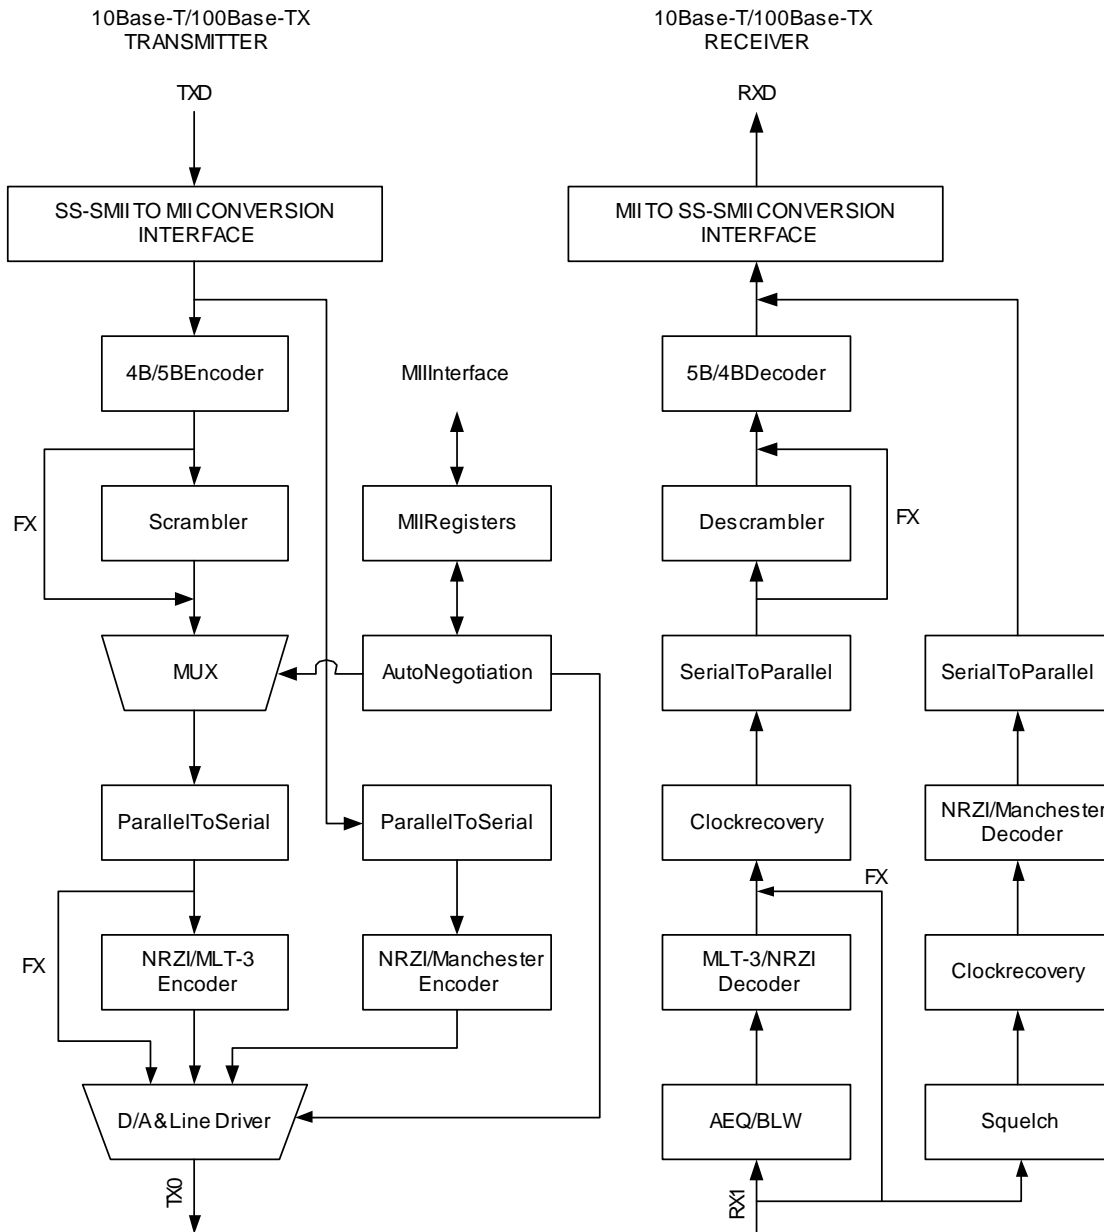 10Base-T/100Base-TX
TRANSMITTER
10Base-T/100Base-TX
RECEIVER
TXD
RXD
SS-SMII TO MII CONVERSION
INTERFACE
MII TO SS-SMII CONVERSION
INTERFACE
4B/5BEncoder
MIIInterface
5B/4BDecoder
FX
Scrambler
MIIRegisters
Descrambler
FX
MUX
AutoNegotiation
SerialToParallel
SerialToParallel
ParallelToSerial
ParallelToSerial
Clockrecovery
NRZI/Manchester
Decoder
FX
FX
NRZI/MLT-3
Encoder
NRZI/Manchester
Encoder
MLT-3/NRZI
Decoder
Clockrecovery
D/A & Line Driver
AEQ/BLW
Squelch
TX0
RX1